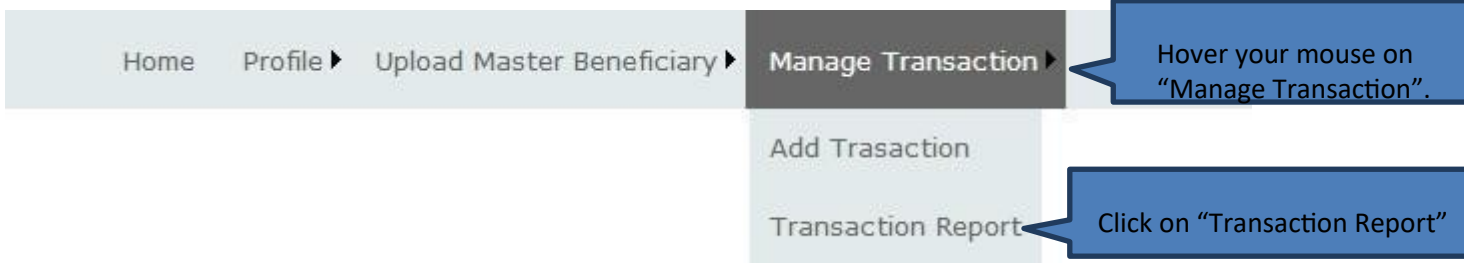 Home Profile Upload Master Beneficiary Manage Transaction
Hover your mouse on
“Manage Transaction”.
Add Trasaction
Transaction Report
Click on “Transaction Report”